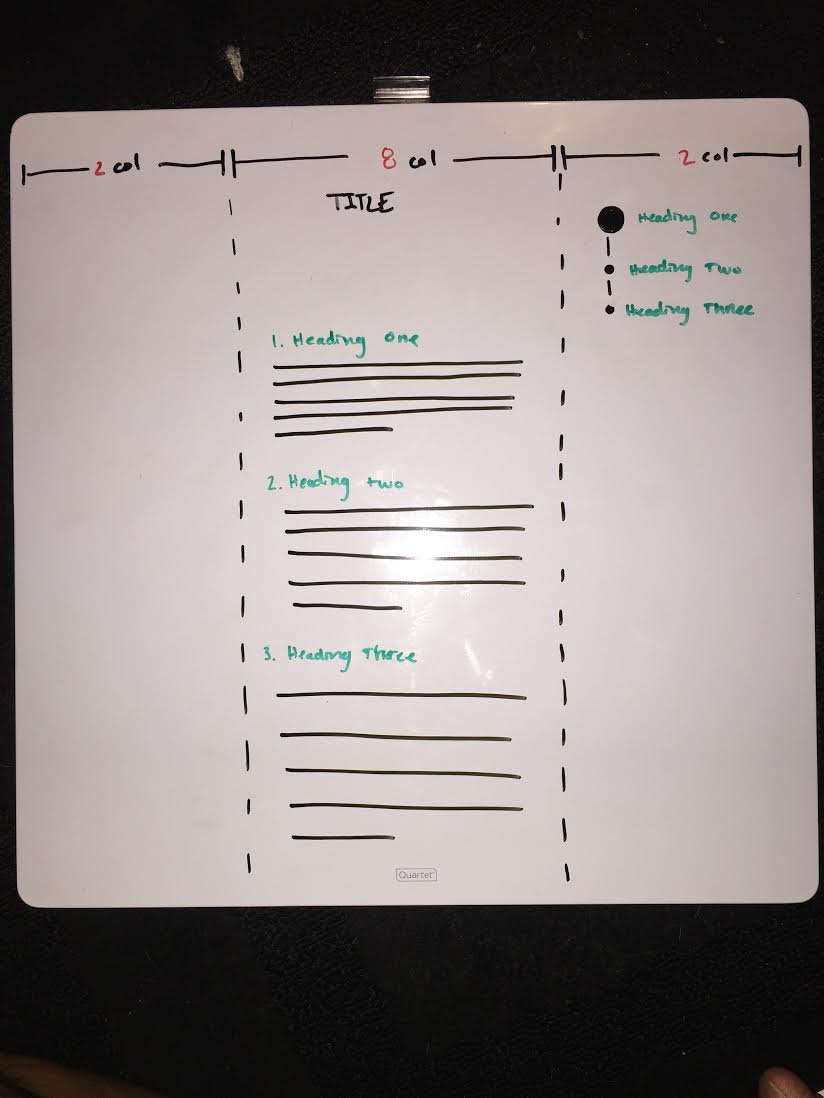 2 col
8 col
2 col
TITLE
Heading One
Heading Two
Heading Three
1. Heading One
2. Heading two
3. Heading Three
Quartet